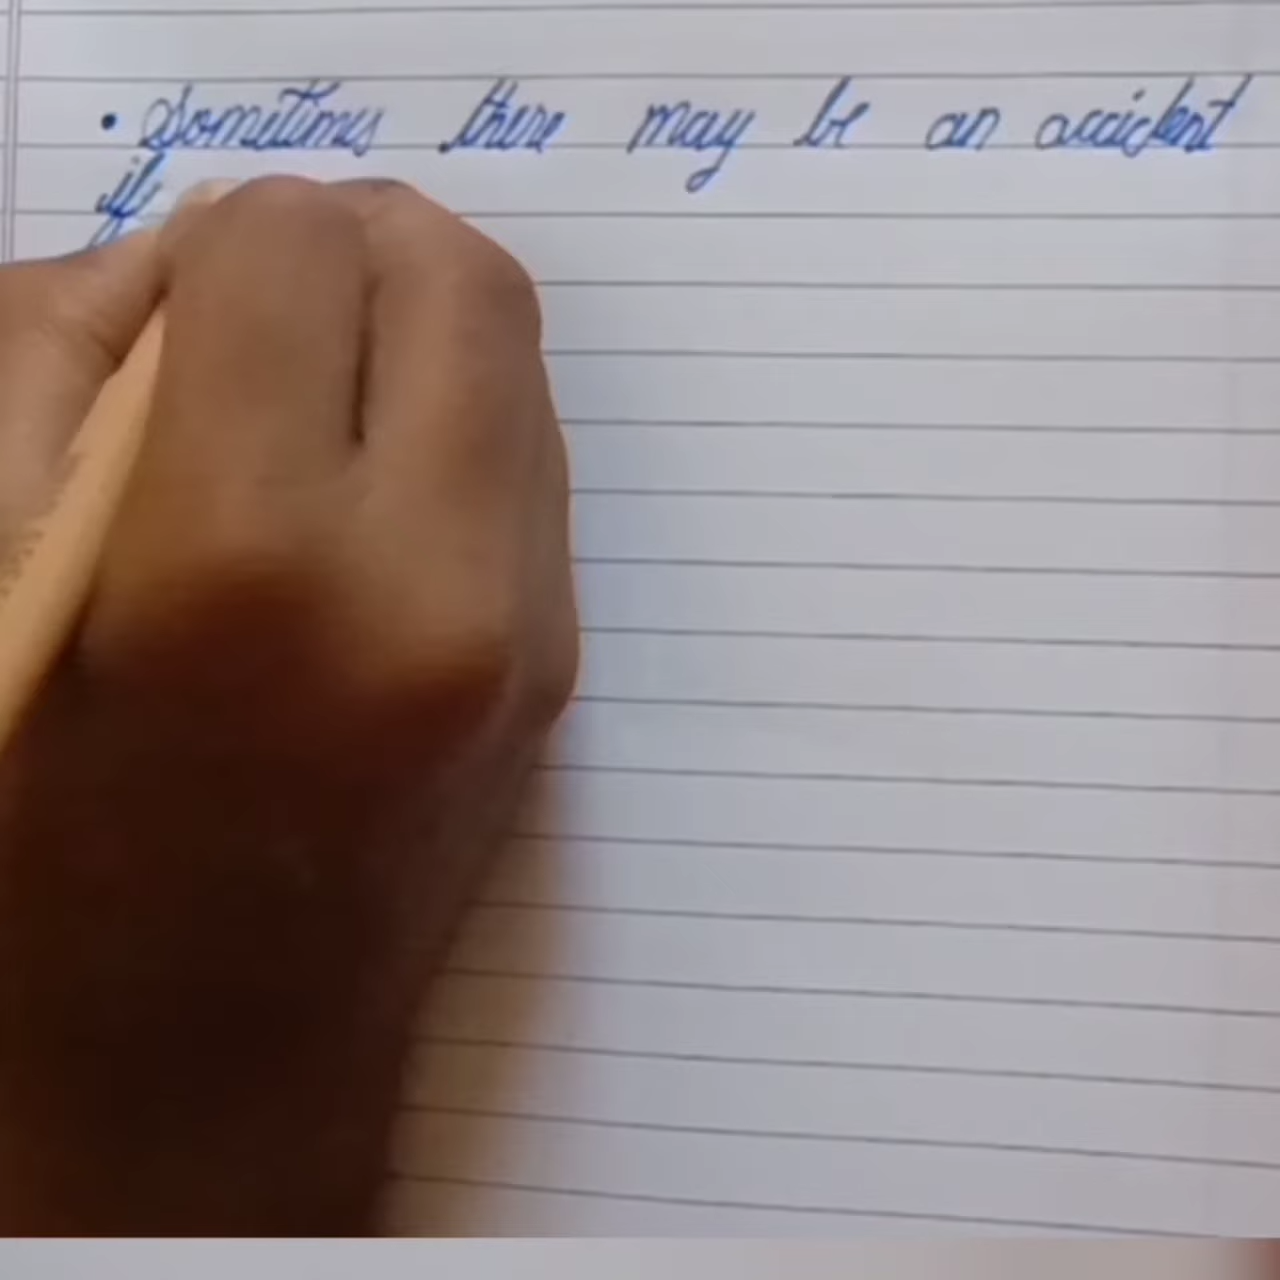 • Sometimes there may be an accident
if